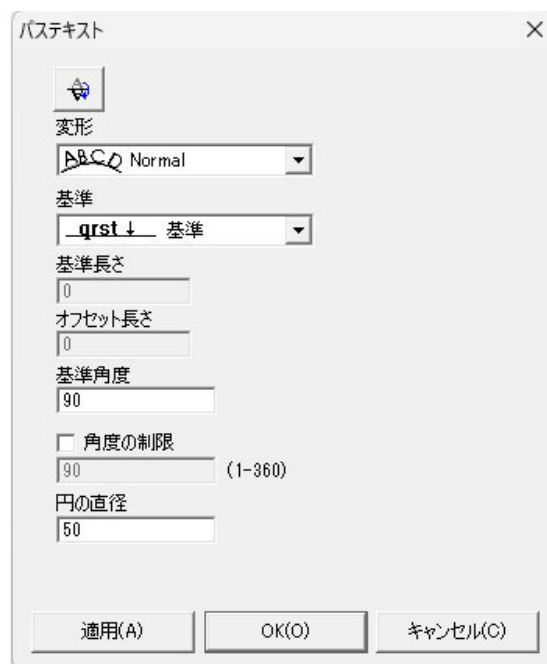 パステキスト
変形
ABCD Normal
基準
qrst↓ 基準
基準長さ
0
オフセット長さ
0
基準角度
90
角度の制限
90 (1-360)
円の直径
50
適用(A) OK(O) キャンセル(C)